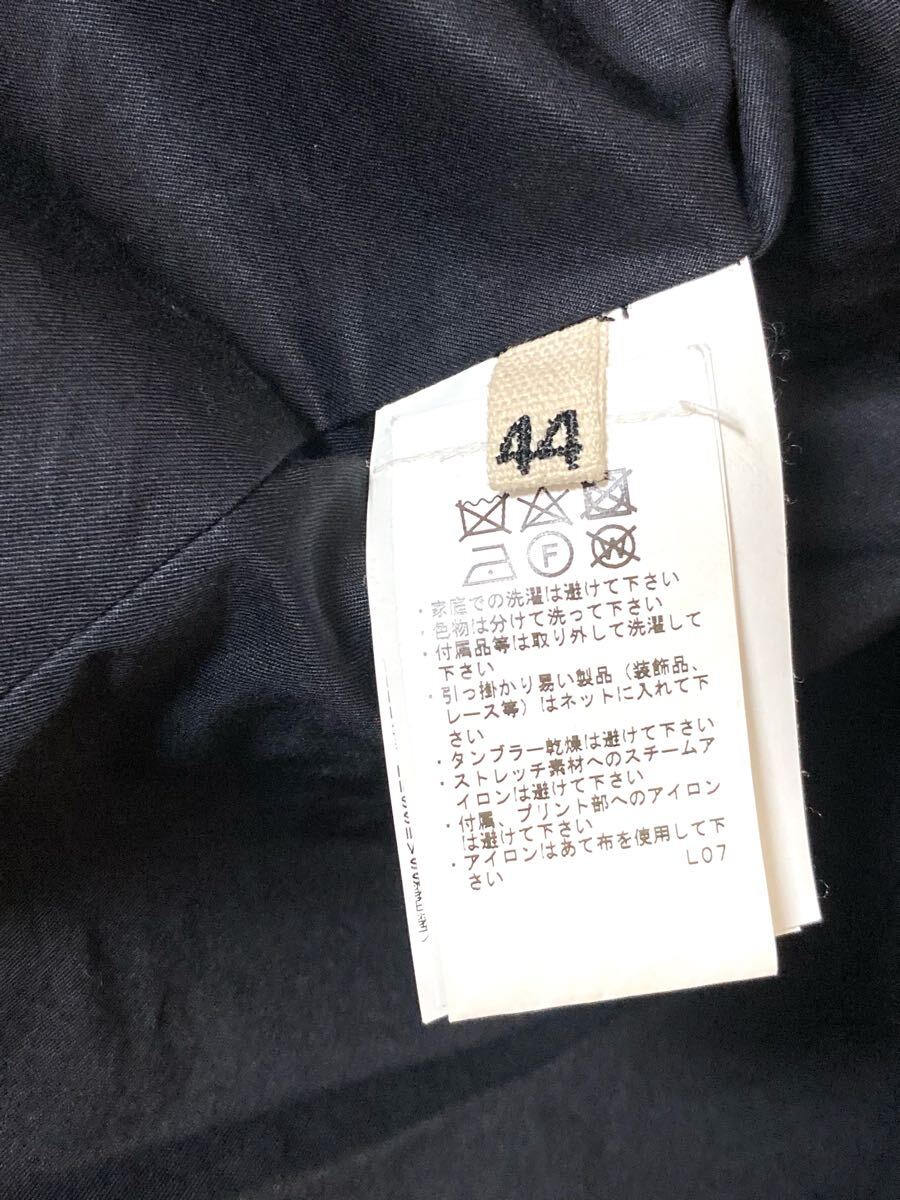 44
F
W
・家庭での洗濯は避けて下さい
・色物は分けて洗って下さい
・付属品等は取り外して洗濯して
下さい
・引っ掛かり易い製品（装飾品、
レース等）はネットに入れて下
さい
・タンブラー乾燥は避けて下さい
・ストレッチ素材へのスチームア
イロンは避けて下さい
・付属、プリント部へのアイロン
は避けて下さい
・アイロンはあて布を使用して下
さい
L07